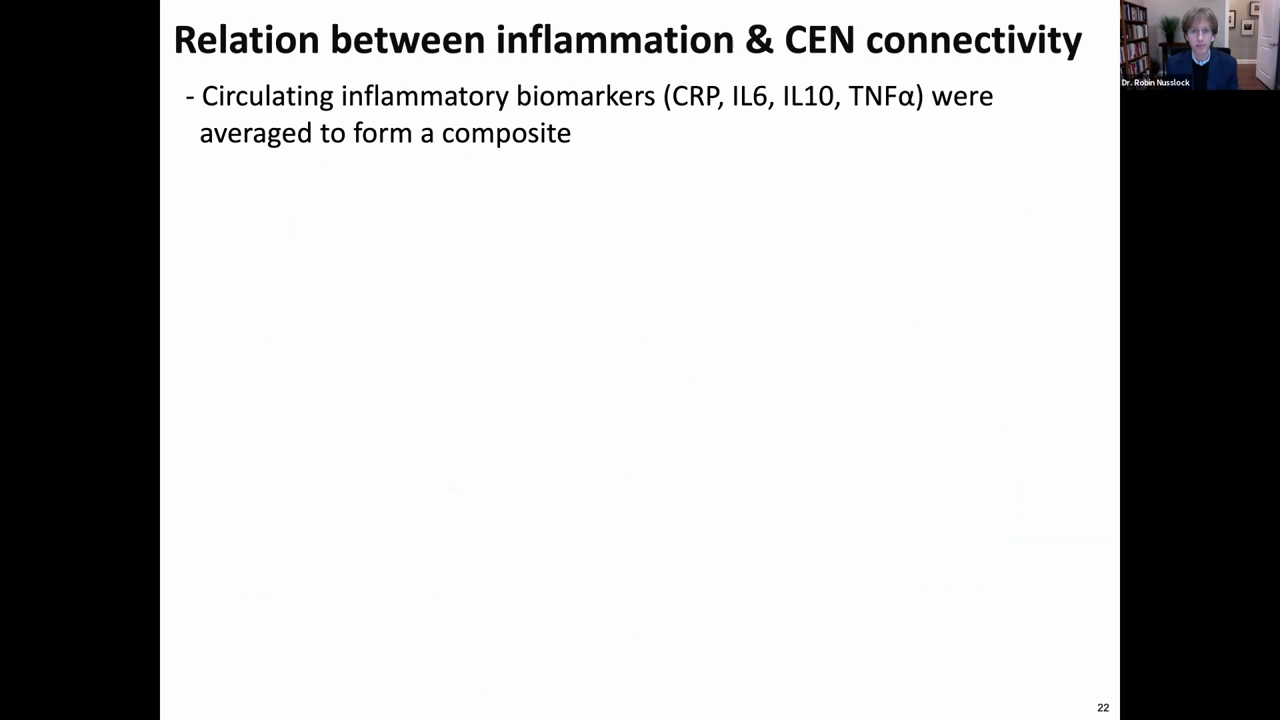 Relation between inflammation & CEN connectivity
- Circulating inflammatory biomarkers (CRP, IL6, IL10, TNFα) were
averaged to form a composite
Dr. Robin Nusslock
22